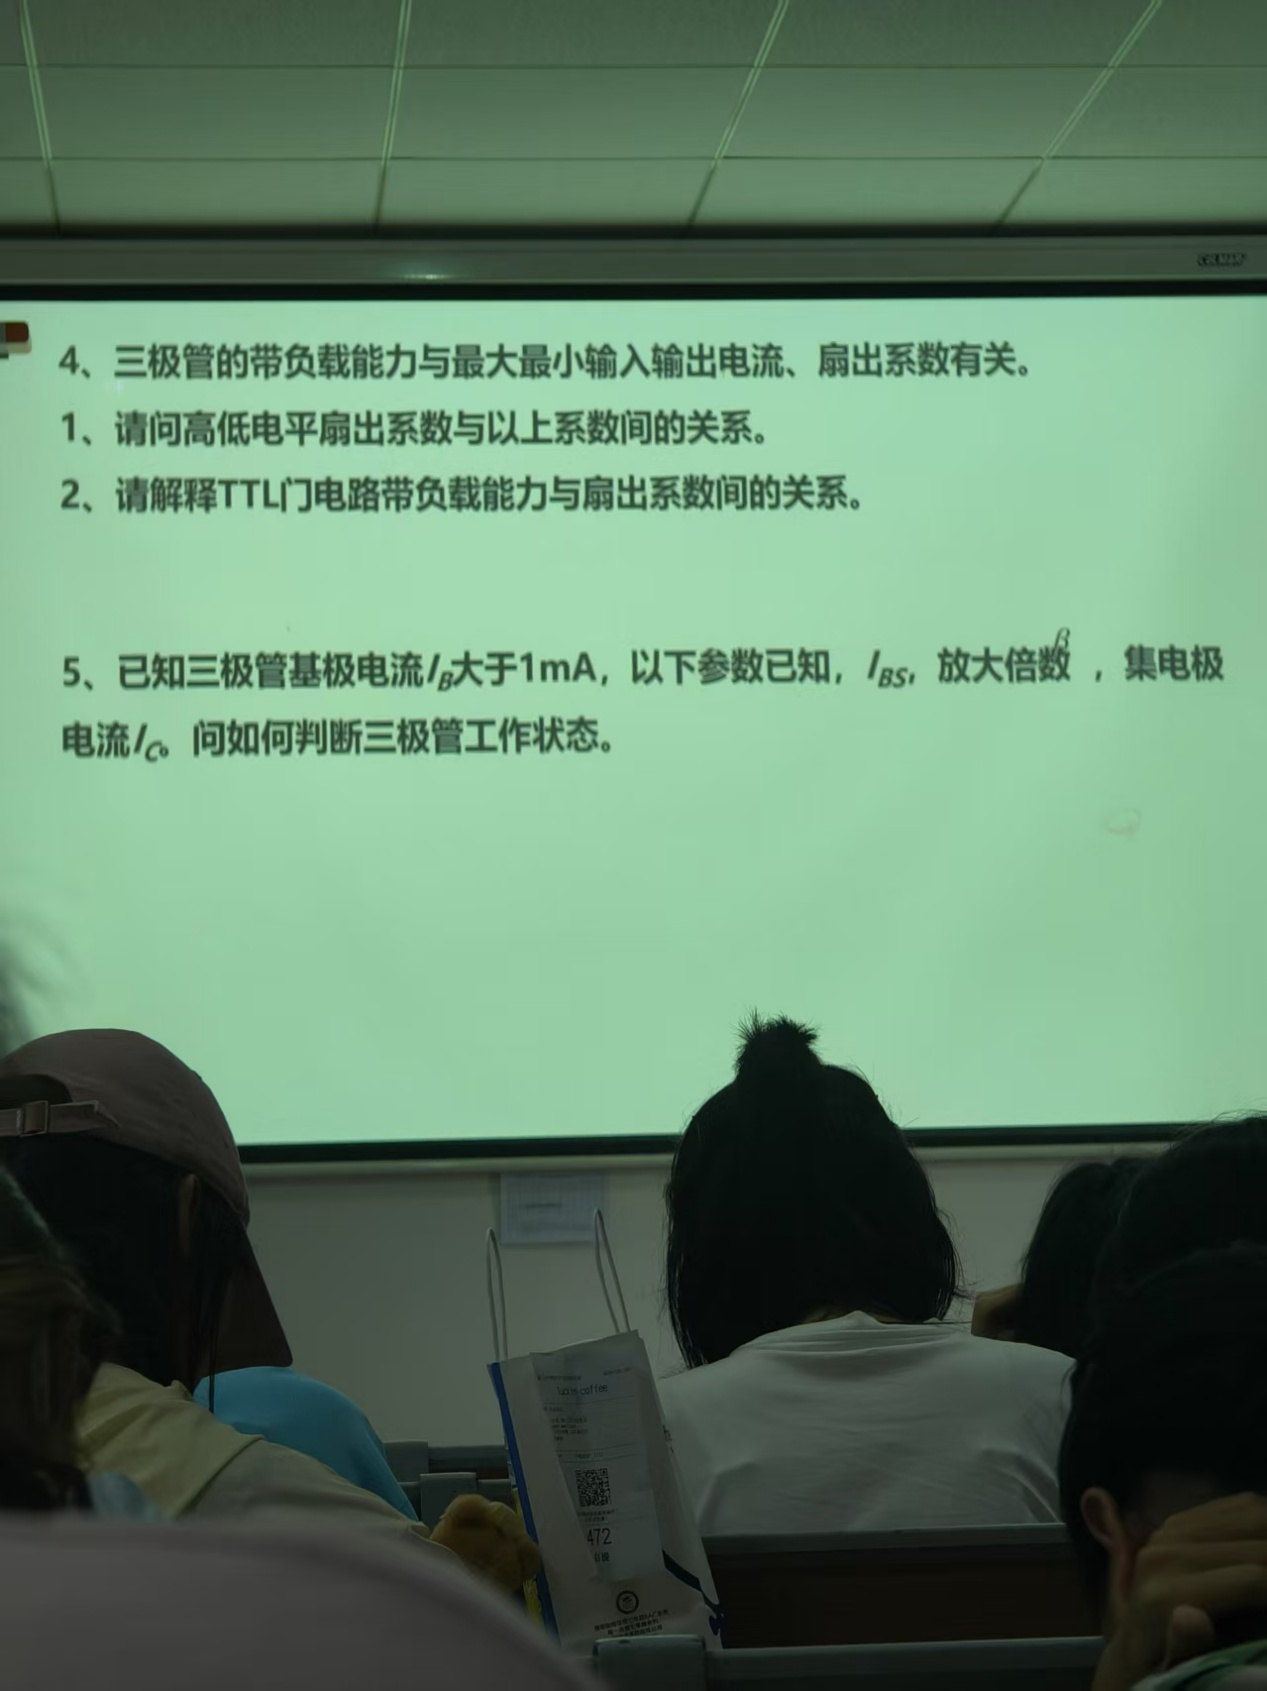 4、三极管的带负载能力与最大最小输入输出电流、扇出系数有关。
1、请问高低电平扇出系数与以上系数间的关系。
2、请解释TTL门电路带负载能力与扇出系数间的关系。
5、已知三极管基极电流I_B大于1mA，以下参数已知，I_BS，放大倍数β，集电极
电流I_C。问如何判断三极管工作状态。
472